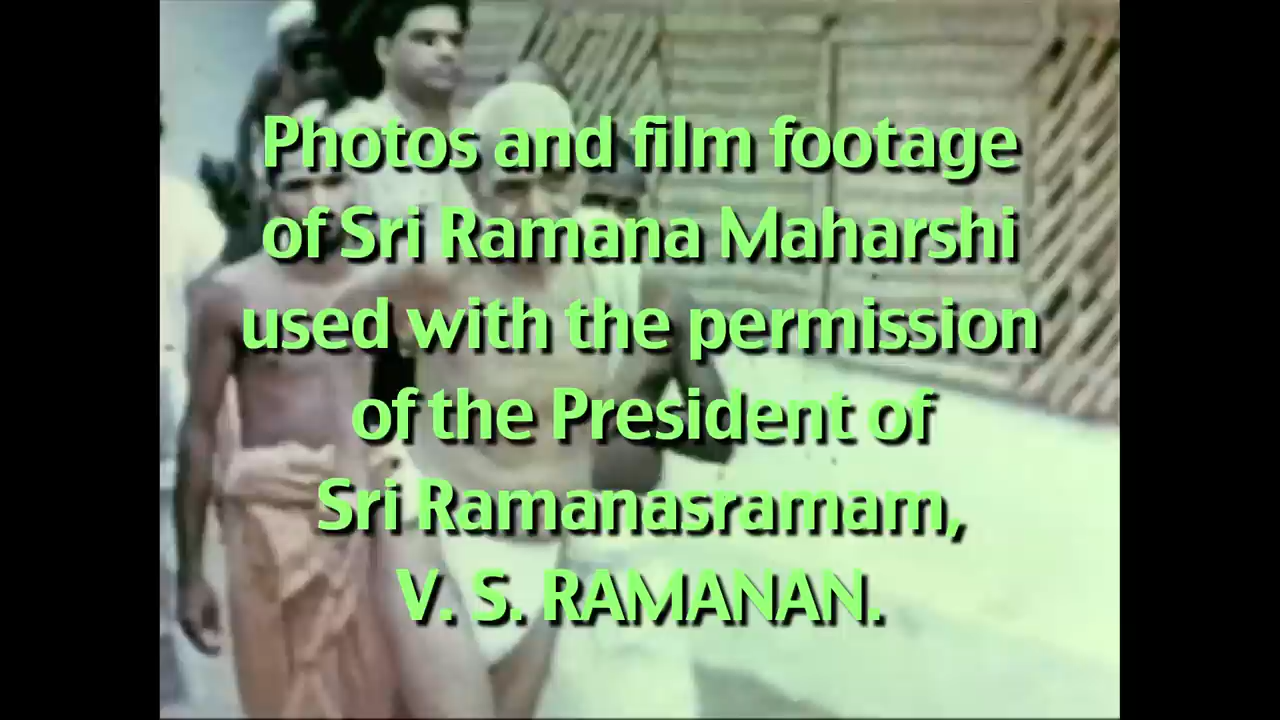 Photos and film footage
of Sri Ramana Maharshi
used with the permission
of the President of
Sri Ramanasramam,
V. S. RAMANAN.